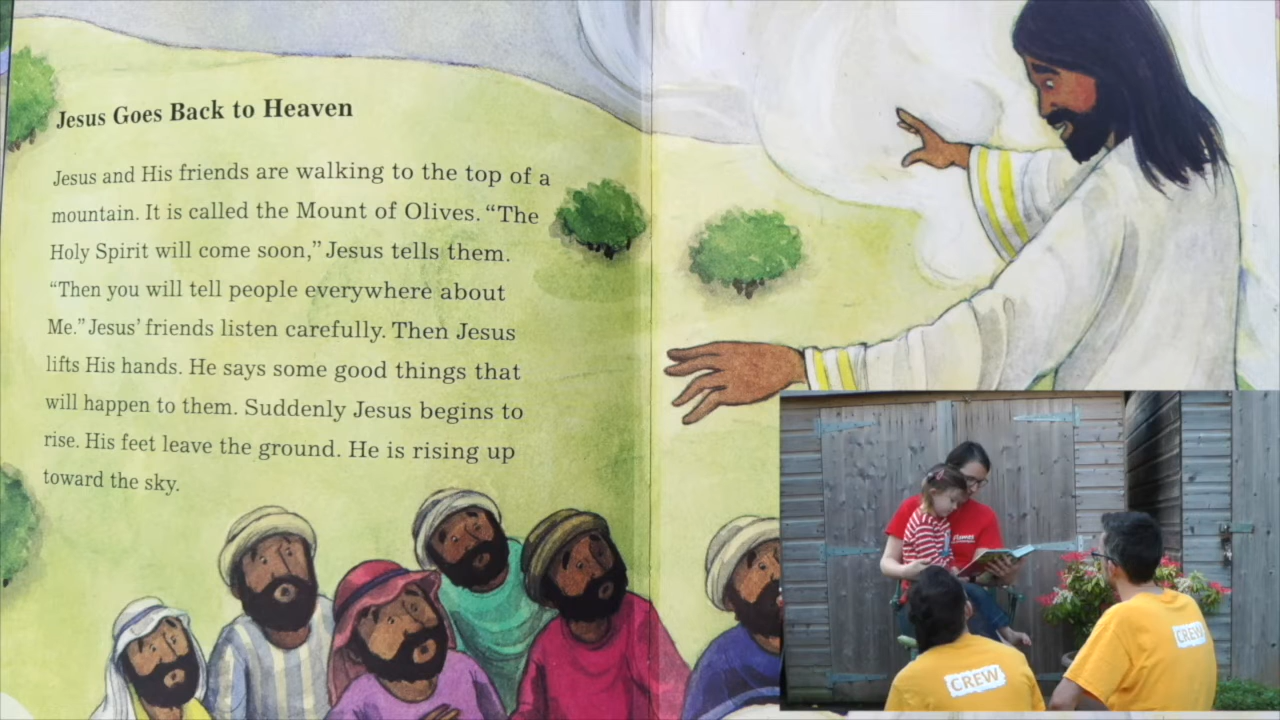 Jesus Goes Back to Heaven
Jesus and His friends are walking to the top of a
mountain. It is called the Mount of Olives. “The
Holy Spirit will come soon,” Jesus tells them.
“Then you will tell people everywhere about
Me.” Jesus’ friends listen carefully. Then Jesus
lifts His hands. He says some good things that
will happen to them. Suddenly Jesus begins to
rise. His feet leave the ground. He is rising up
toward the sky.
CREW
CREW